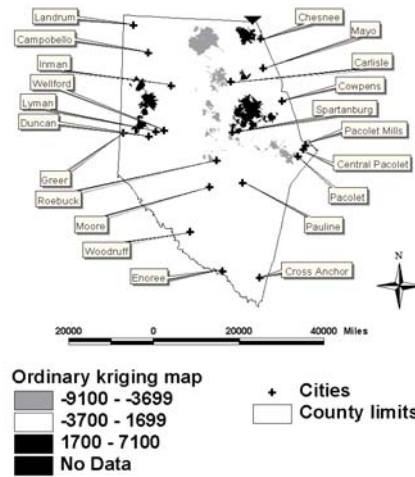 Landrum
Chesnee
Campobello
Mayo
Inman
Carlisle
Wellford
Cowpens
Lyman
Spartanburg
Duncan
Pacolet Mills
Central Pacolet
Greer
Pacolet
Roebuck
Moore
Pauline
Woodruff
Enoree
Cross Anchor
N
20000 0 20000 40000 Miles
Ordinary kriging map
-9100 - -3699
-3700 - 1699
1700 - 7100
No Data
Cities
County limits